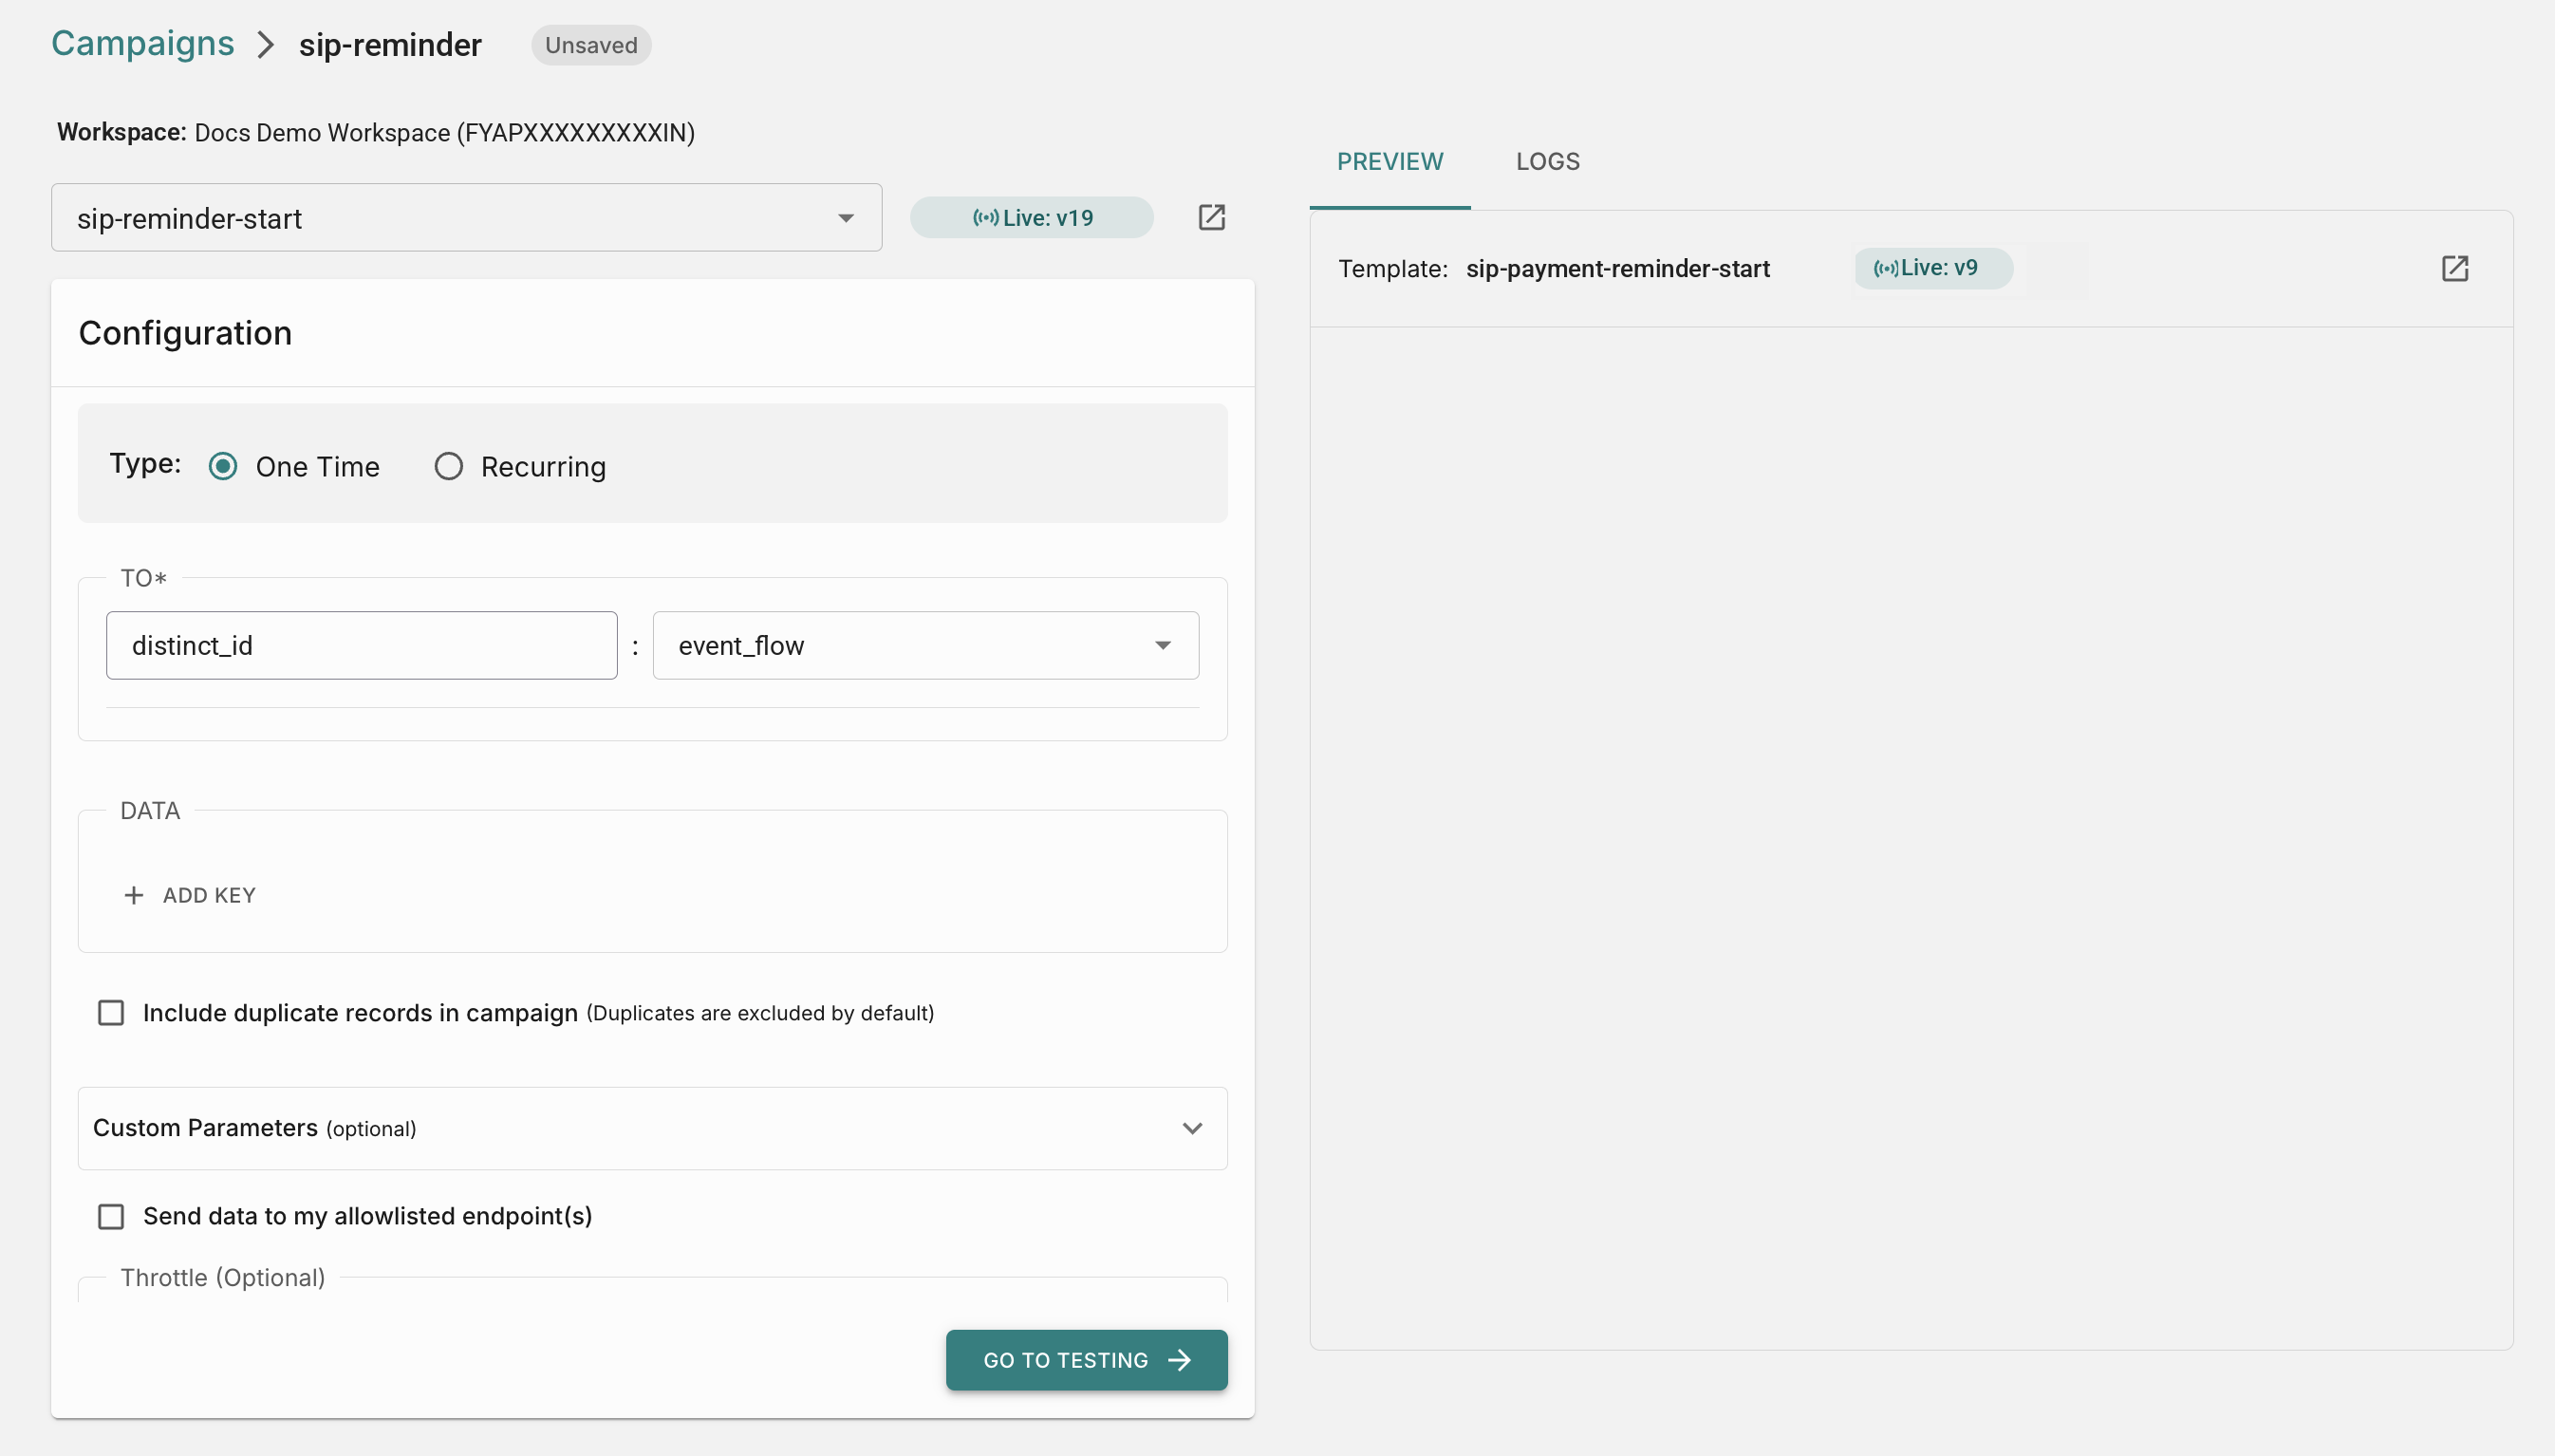 Campaigns > sip-reminder Unsaved
Workspace: Docs Demo Workspace (FYAPXXXXXXXXXIN)
sip-reminder-start Live: v19
Configuration
Type: One Time Recurring
TO*
distinct_id : event_flow
DATA
+ ADD KEY
Include duplicate records in campaign (Duplicates are excluded by default)
Custom Parameters (optional)
Send data to my allowlisted endpoint(s)
Throttle (Optional)
GO TO TESTING
PREVIEW LOGS
Template: sip-payment-reminder-start Live: v9